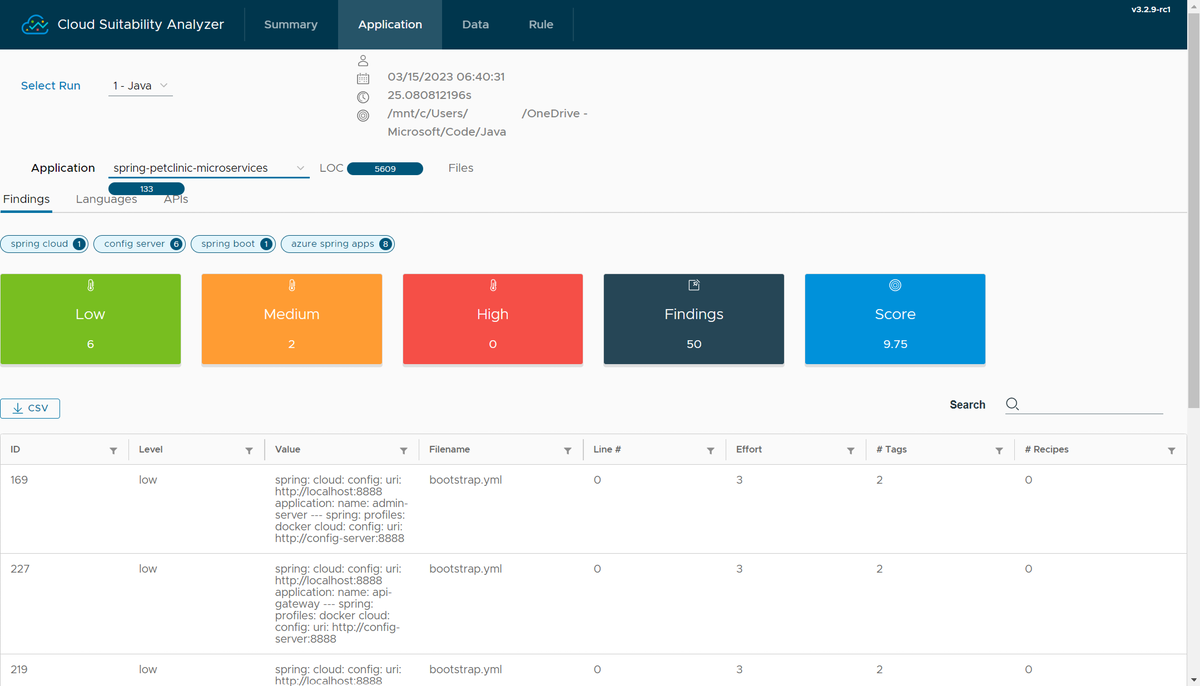 Cloud Suitability Analyzer
Summary
Application
Data
Rule
v3.2.9-rc1
Select Run
1 - Java
03/15/2023 06:40:31
25.080812196s
/mnt/c/Users/ /OneDrive -
Microsoft/Code/Java
Application
spring-petclinic-microservices
LOC
5609
Files
133
Findings
Languages
APIs
spring cloud 1
config server 6
spring boot 1
azure spring apps 8
Low
6
Medium
2
High
0
Findings
50
Score
9.75
CSV
Search
ID
Level
Value
Filename
Line #
Effort
# Tags
# Recipes
169
low
spring: cloud: config: uri:
http://localhost:8888
application: name: admin-
server --- spring: profiles:
docker cloud: config: uri:
http://config-server:8888
bootstrap.yml
0
3
2
0
227
low
spring: cloud: config: uri:
http://localhost:8888
application: name: api-
gateway --- spring:
profiles: docker cloud:
config: uri: http://config-
server:8888
bootstrap.yml
0
3
2
0
219
low
spring: cloud: config: uri:
http://localhost:8888
bootstrap.yml
0
3
2
0